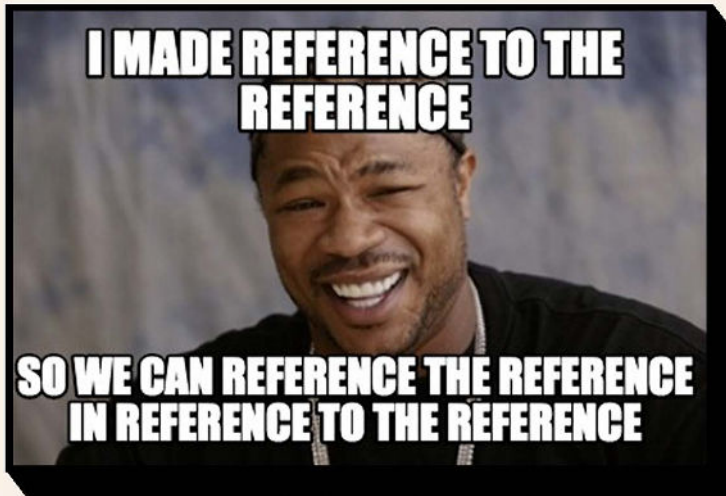 I MADE REFERENCE TO THE
REFERENCE
SO WE CAN REFERENCE THE REFERENCE
IN REFERENCE TO THE REFERENCE